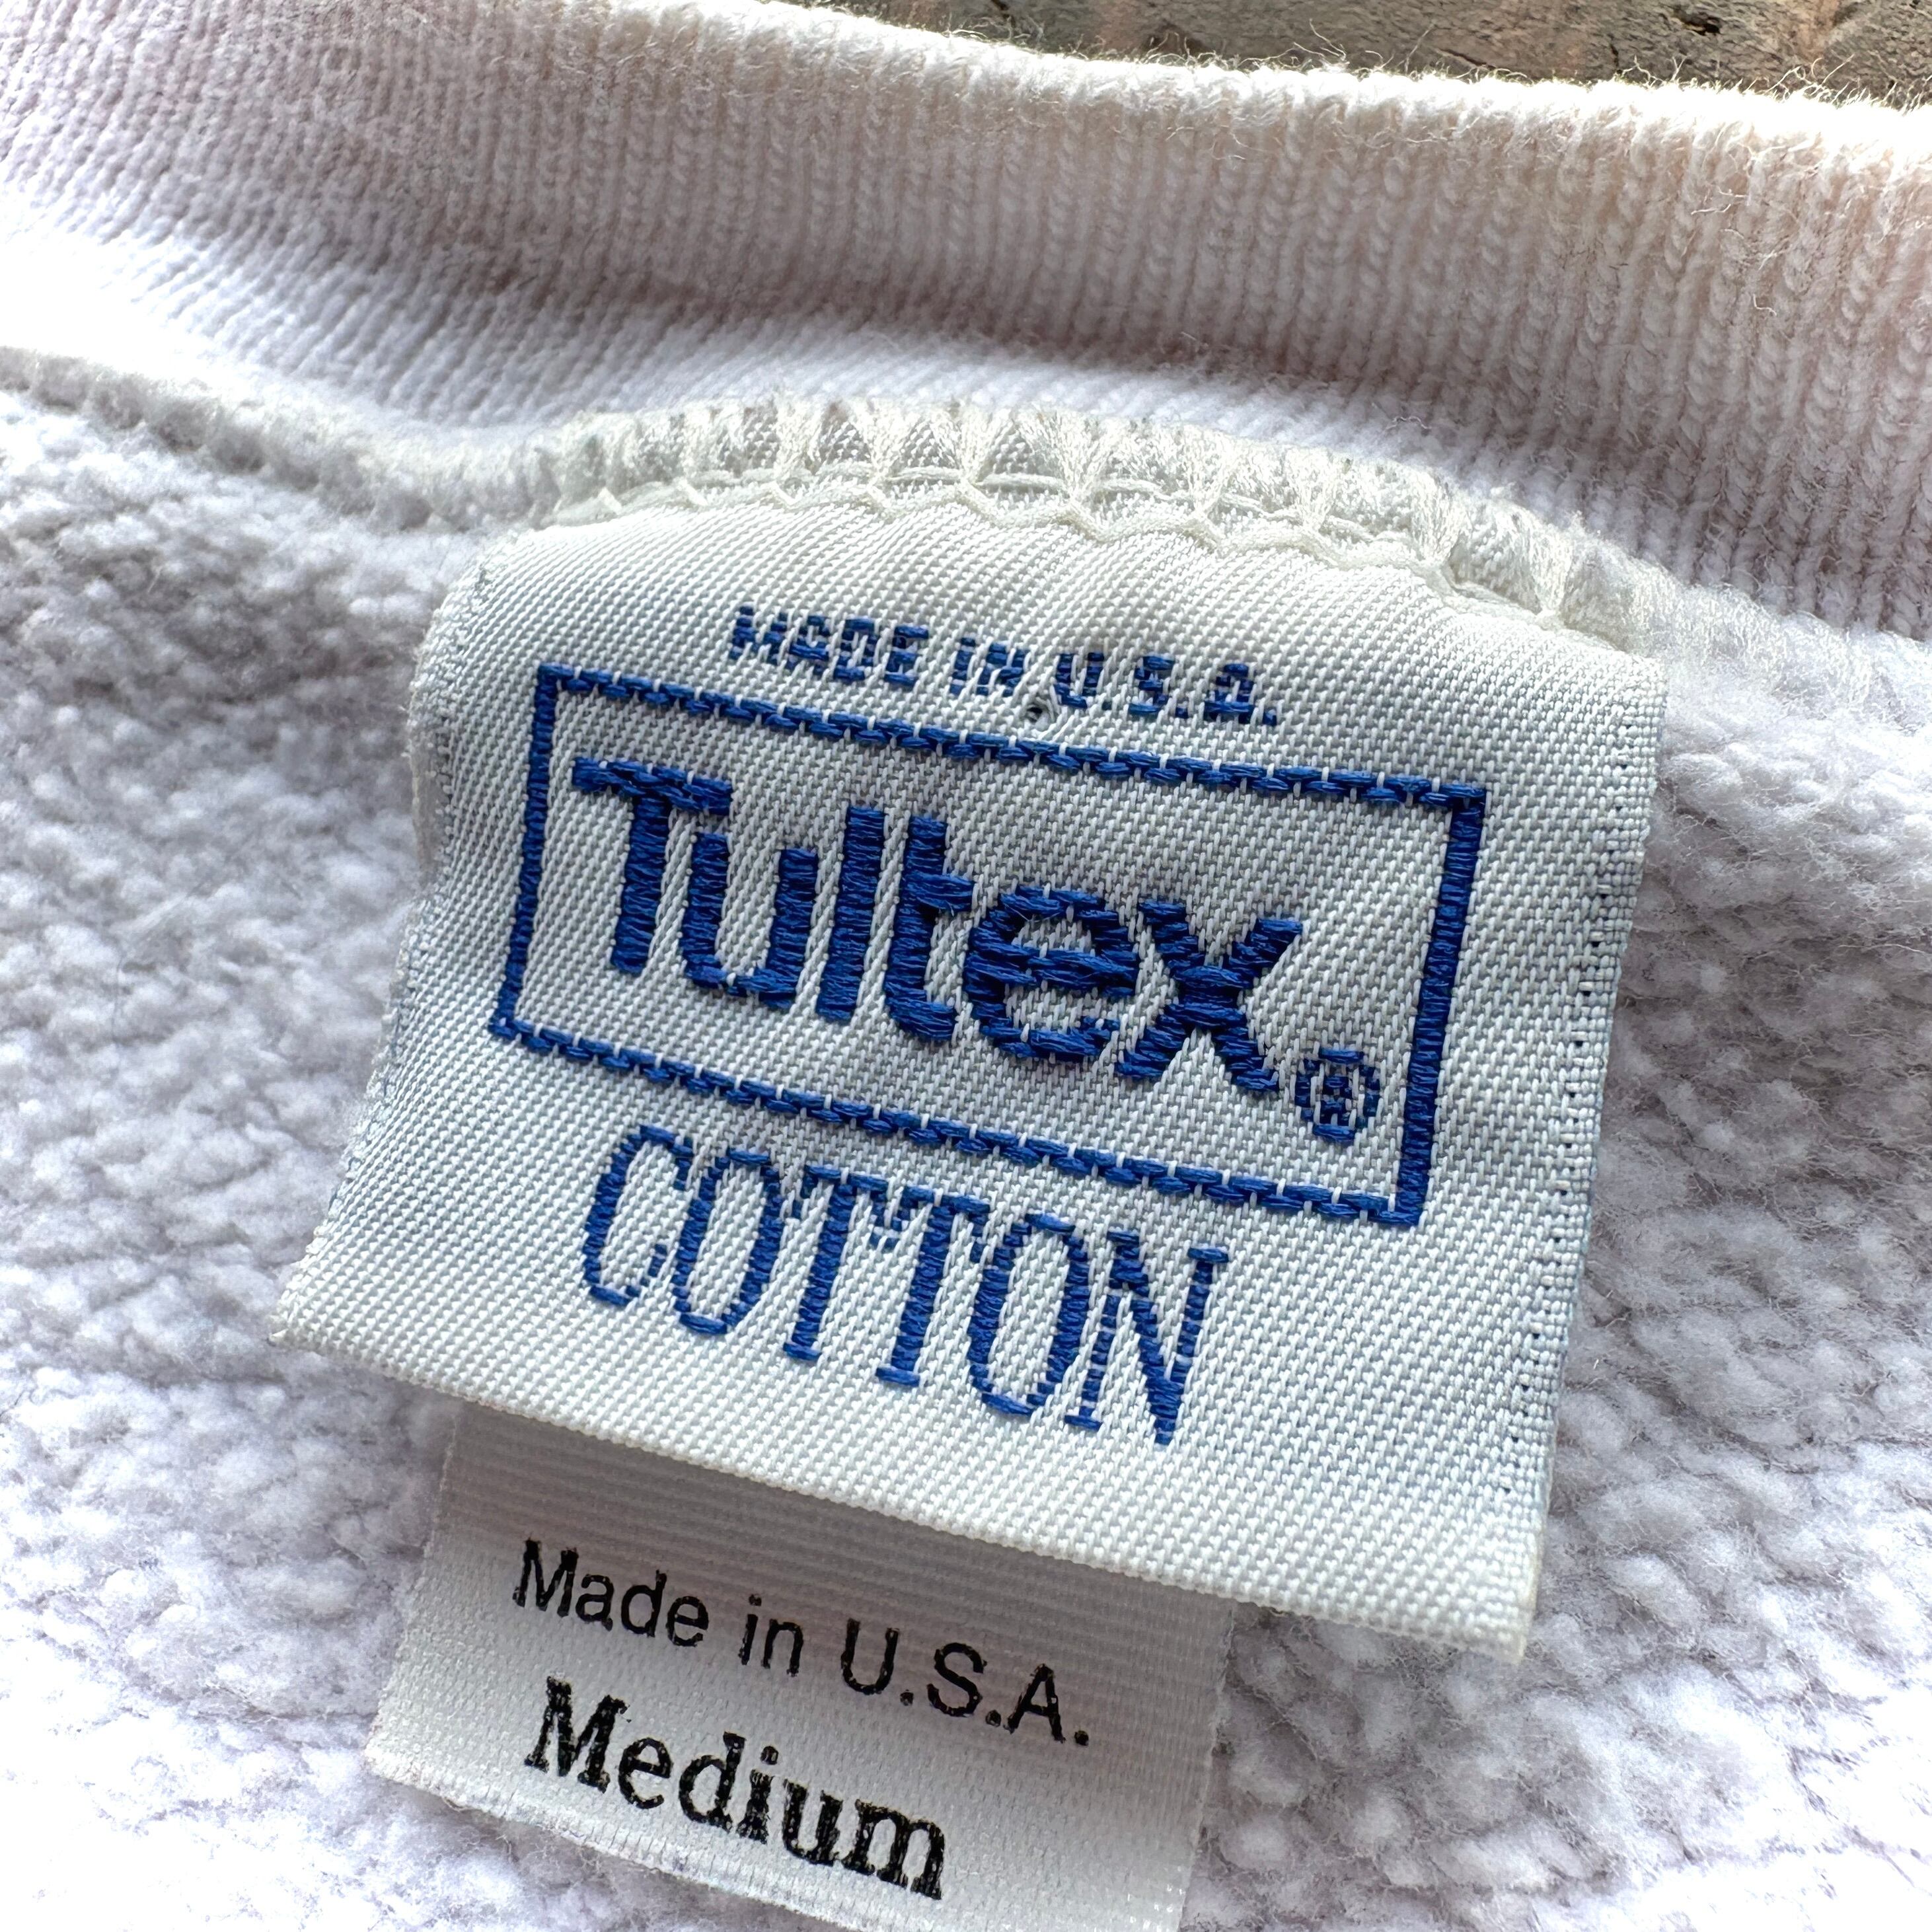 MADE IN U.S.A.
Tultex®
COTTON
Made in U.S.A.
Medium